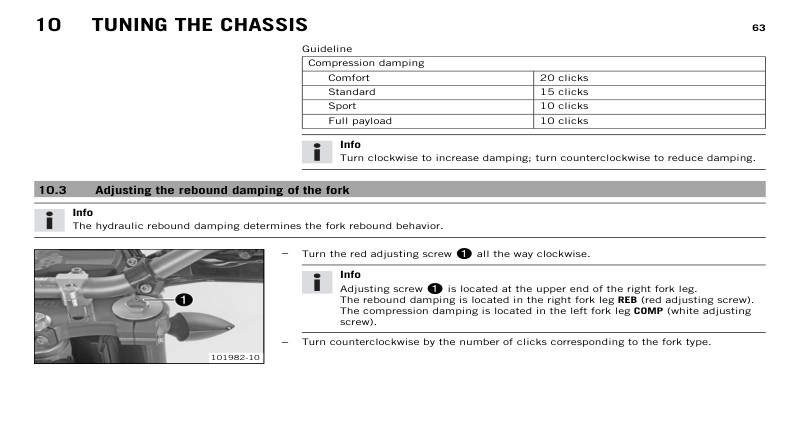 10 TUNING THE CHASSIS 63
Guideline
Compression damping
Comfort 20 clicks
Standard 15 clicks
Sport 10 clicks
Full payload 10 clicks
Info
Turn clockwise to increase damping; turn counterclockwise to reduce damping.
10.3 Adjusting the rebound damping of the fork
Info
The hydraulic rebound damping determines the fork rebound behavior.
1
101982-10
– Turn the red adjusting screw 1 all the way clockwise.
Info
Adjusting screw 1 is located at the upper end of the right fork leg.
The rebound damping is located in the right fork leg REB (red adjusting screw).
The compression damping is located in the left fork leg COMP (white adjusting
screw).
– Turn counterclockwise by the number of clicks corresponding to the fork type.